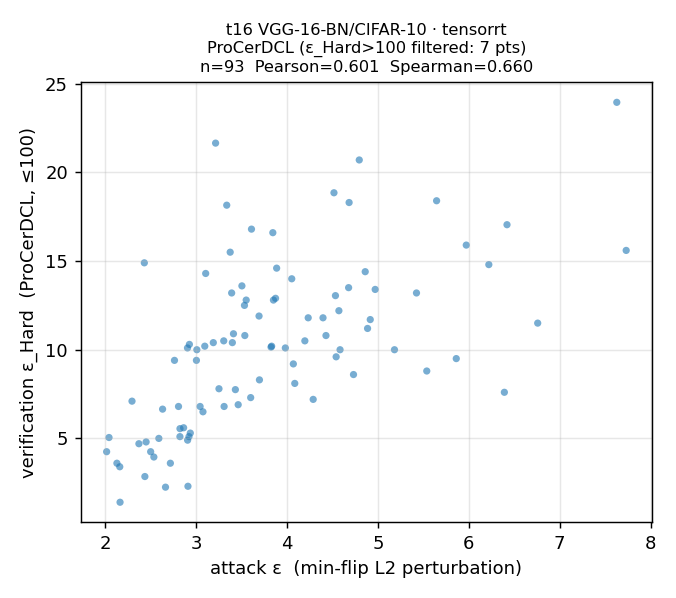 t16 VGG-16-BN/CIFAR-10 · tensorrt
ProCerDCL (ε_Hard>100 filtered: 7 pts)
n=93  Pearson=0.601  Spearman=0.660
25
20
15
10
5
verification ε_Hard  (ProCerDCL, ≤100)
2 3 4 5 6 7 8
attack ε  (min-flip L2 perturbation)